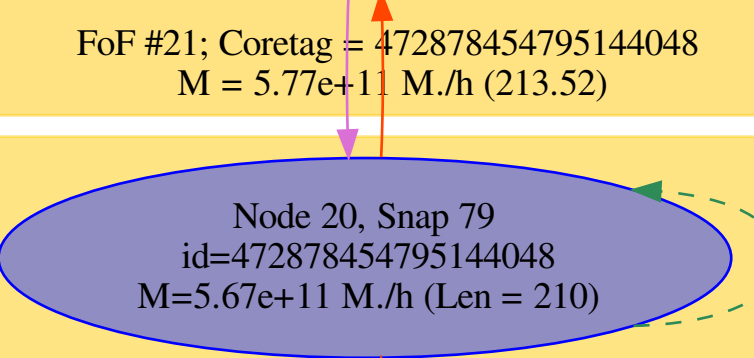 FoF #21; Coretag = 472878454795144048
M = 5.77e+11 M./h (213.52)
Node 20, Snap 79
id=472878454795144048
M=5.67e+11 M./h (Len = 210)